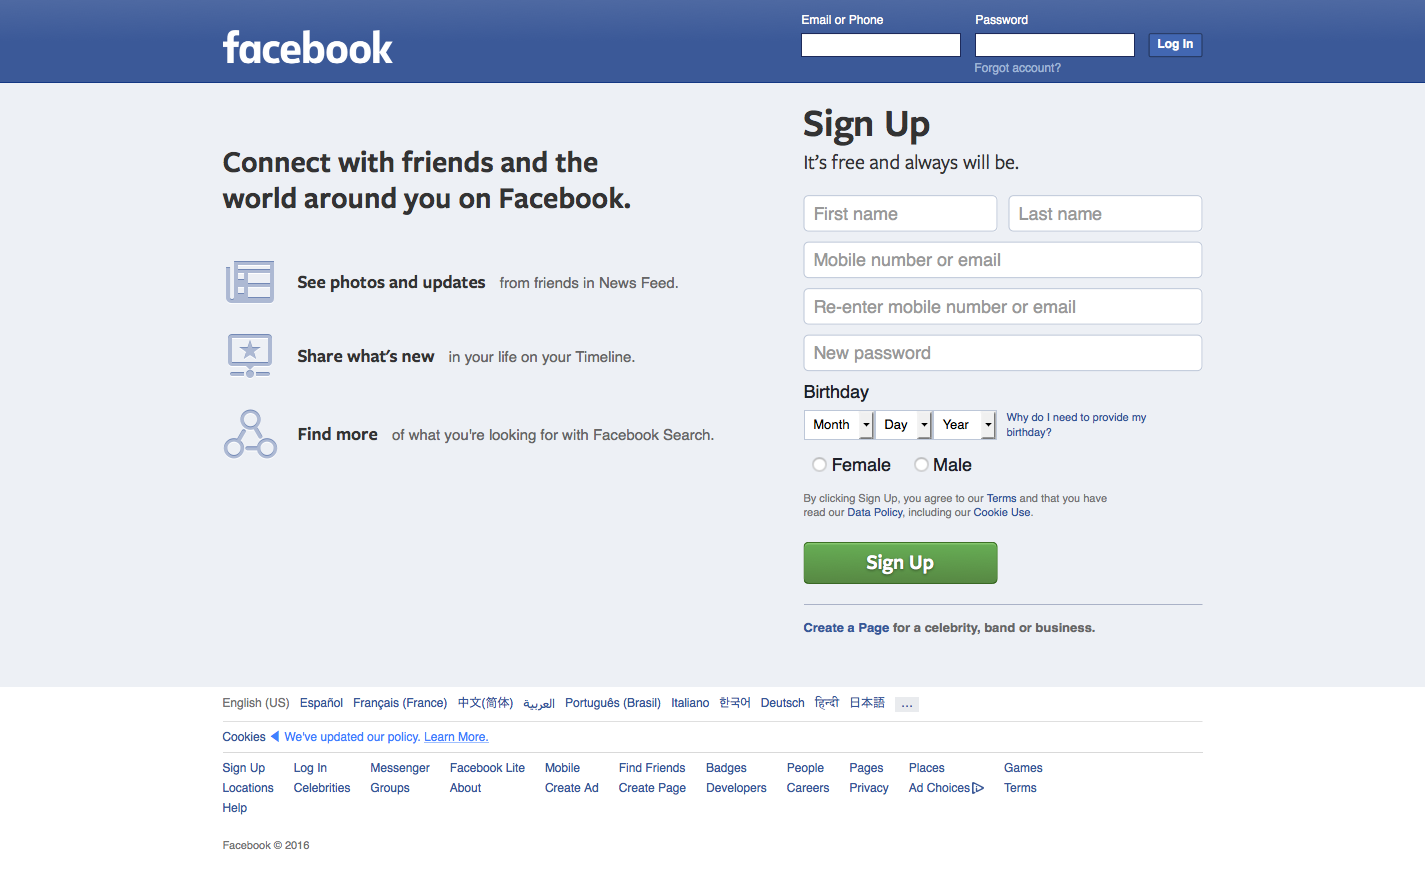 facebook
Email or Phone
Password
Log In
Forgot account?
Connect with friends and the
world around you on Facebook.
See photos and updates from friends in News Feed.
Share what's new in your life on your Timeline.
Find more of what you're looking for with Facebook Search.
Sign Up
It's free and always will be.
First name Last name
Mobile number or email
Re-enter mobile number or email
New password
Birthday
Month Day Year
Why do I need to provide my
birthday?
Female Male
By clicking Sign Up, you agree to our Terms and that you have
read our Data Policy, including our Cookie Use.
Sign Up
Create a Page for a celebrity, band or business.
English (US) Español Français (France) 中文(简体) العربية Português (Brasil) Italiano 한국어 Deutsch हिन्दी 日本語 ...
Cookies We've updated our policy. Learn More.
Sign Up Log In Messenger Facebook Lite Mobile Find Friends Badges People Pages Places Games
Locations Celebrities Groups About Create Ad Create Page Developers Careers Privacy Ad Choices Terms
Help
Facebook © 2016